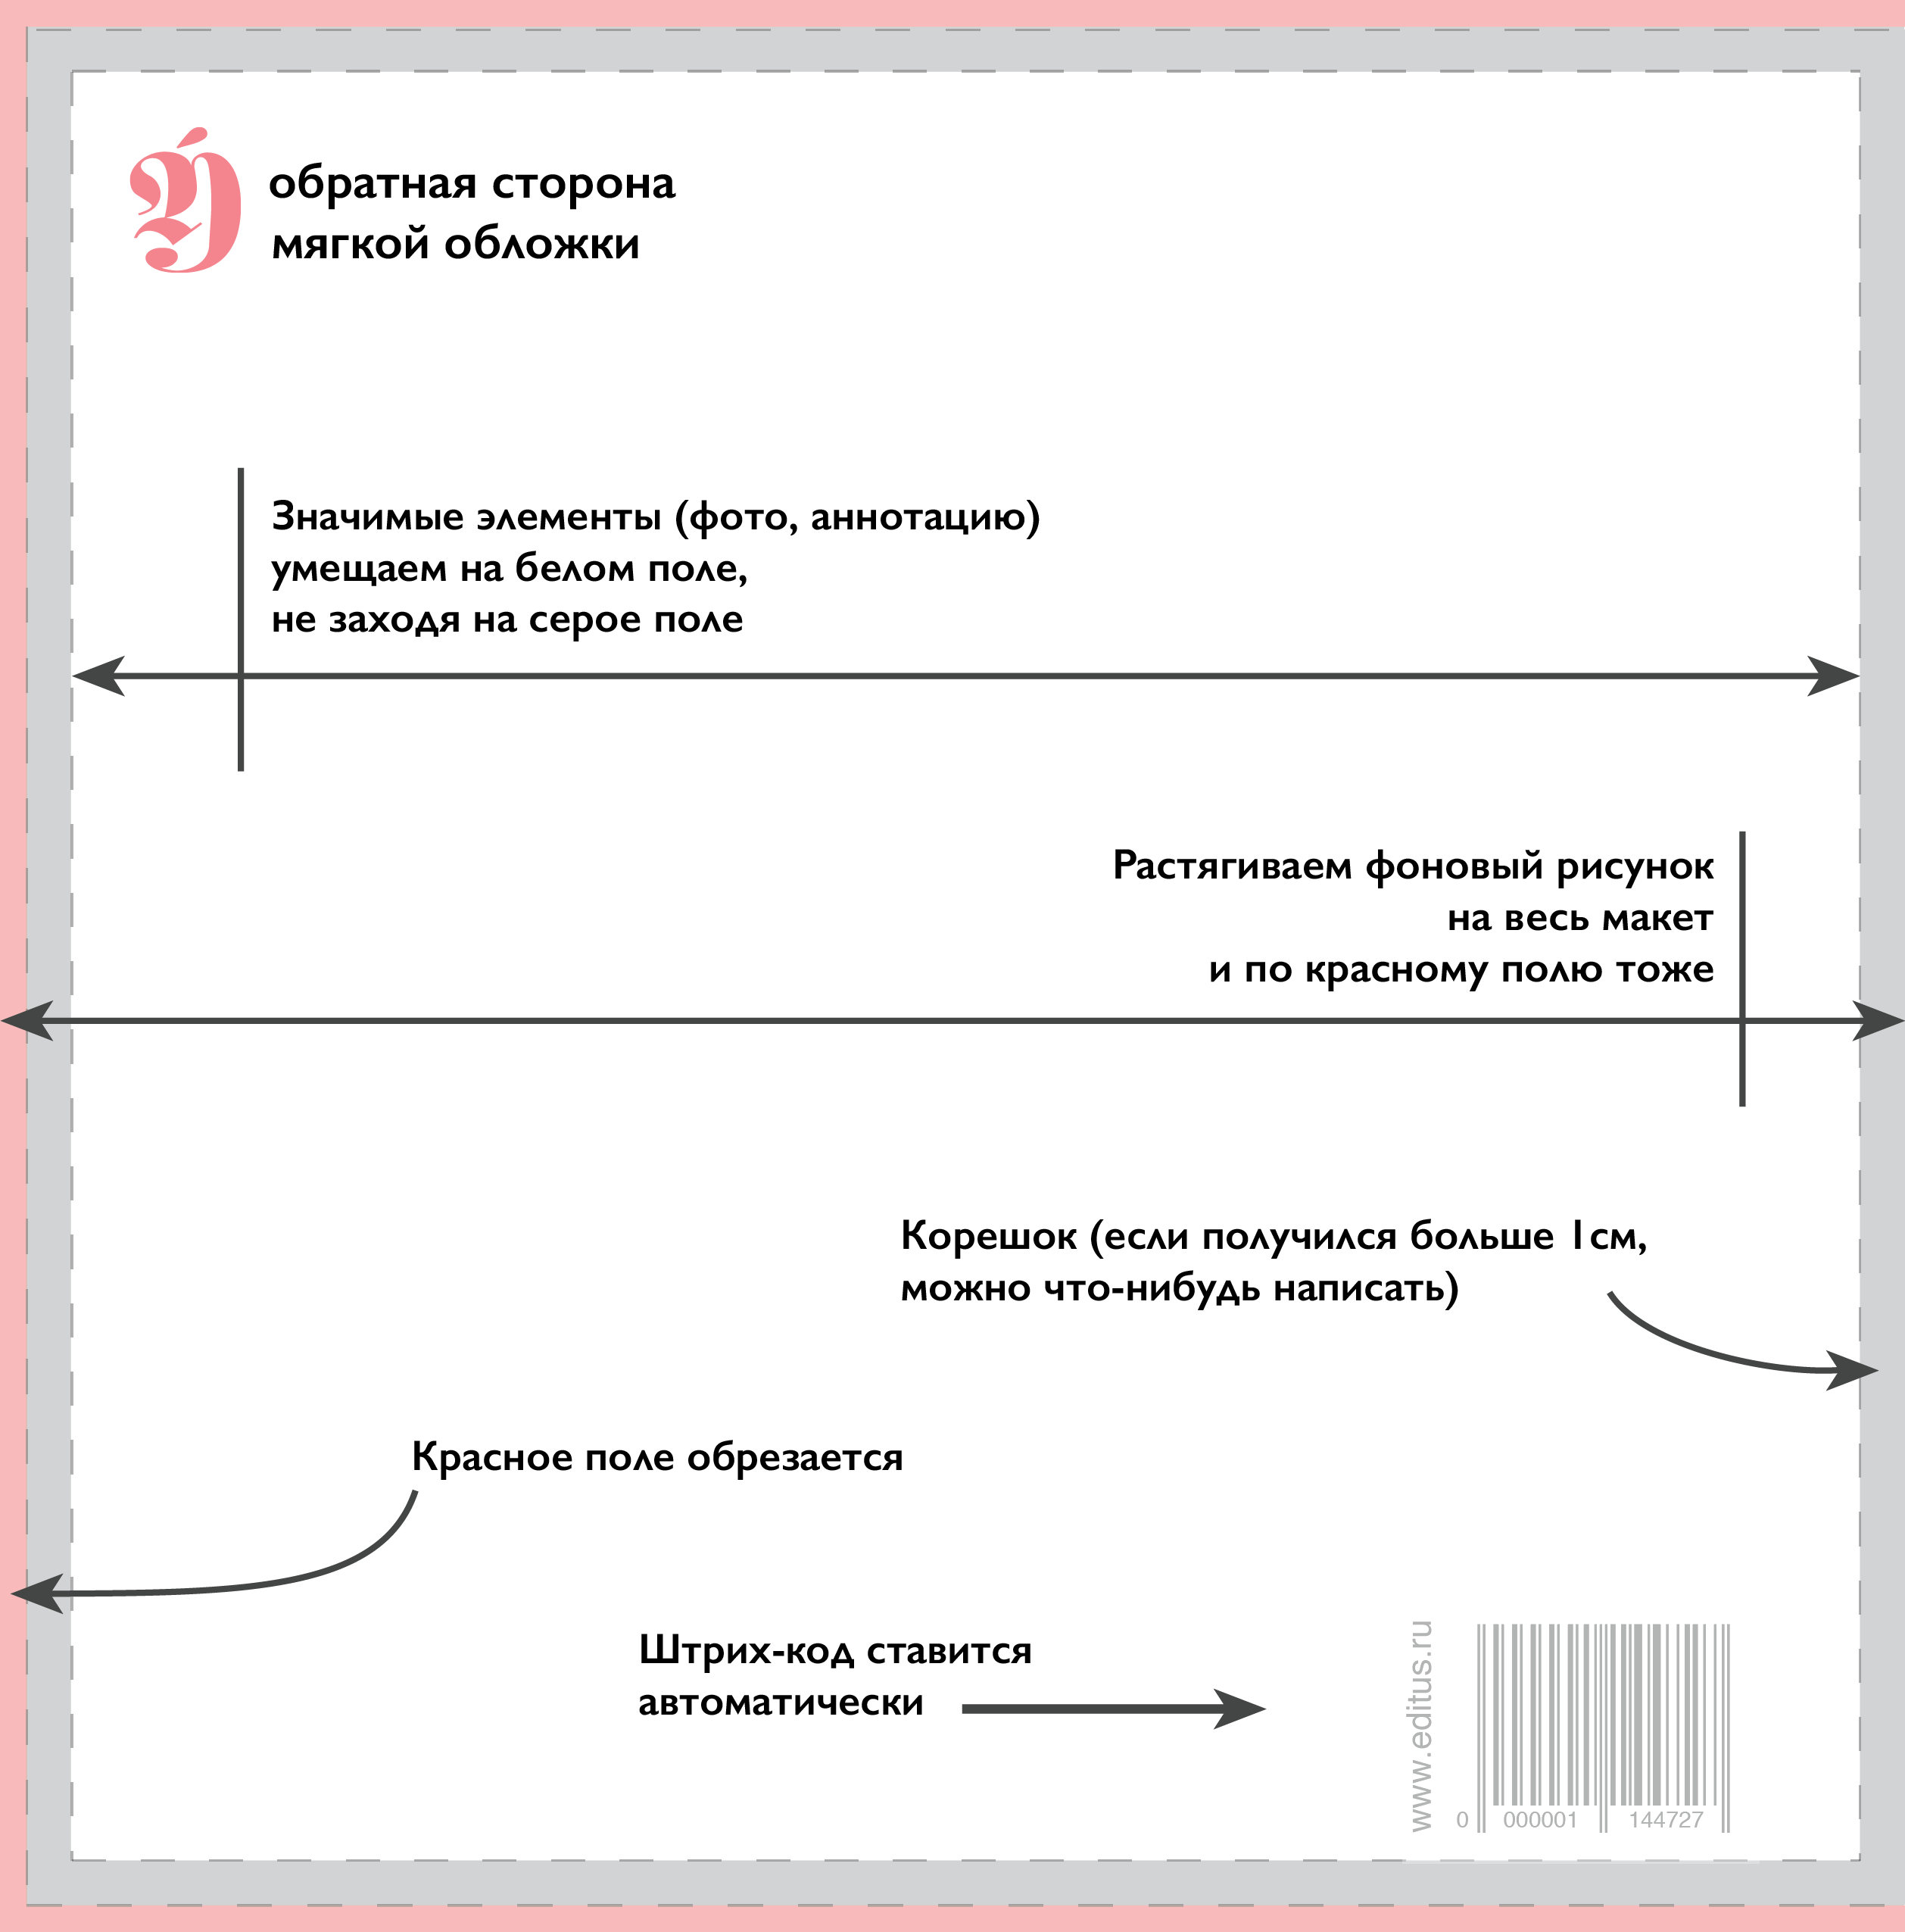 обратная сторона
мягкой обложки
Значимые элементы (фото, аннотацию)
умещаем на белом поле,
не заходя на серое поле
Растягиваем фоновый рисунок
на весь макет
и по красному полю тоже
Корешок (если получился больше 1см,
можно что-нибудь написать)
Красное поле обрезается
Штрих-код ставится
автоматически
www.editus.ru
0 000001 144727